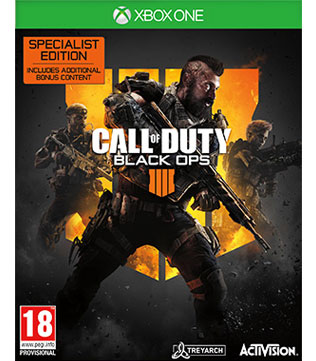 XBOX ONE
SPECIALIST
EDITION
INCLUDES ADDITIONAL
BONUS CONTENT
CALL OF DUTY
BLACK OPS
IIII
18
www.pegi.info
PROVISIONAL
TREYARCH
ACTIVISION